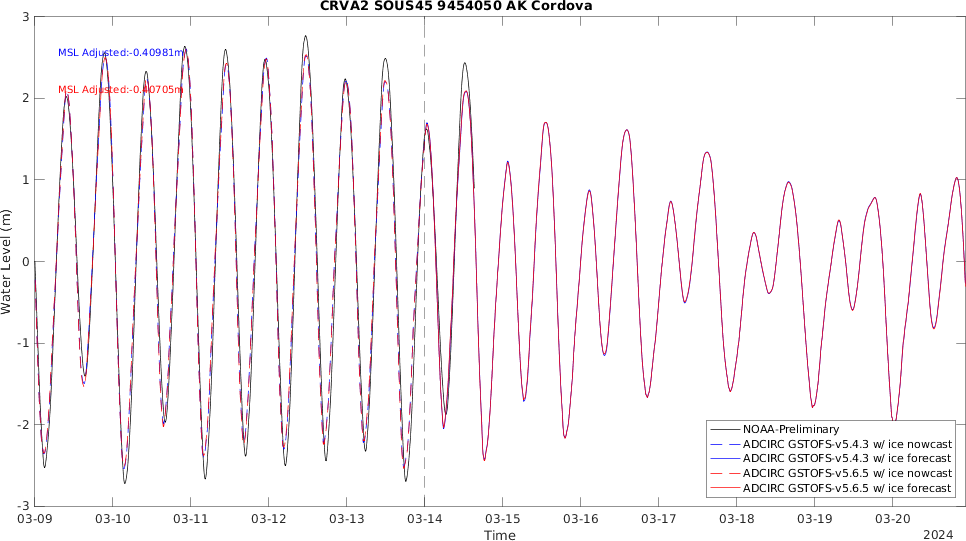 CRVA2 SOUS45 9454050 AK Cordova
3
MSL Adjusted:-0.40981m
MSL Adjusted:-0.40705m
2
1
0
-1
-2
-3
Water Level (m)
NOAA-Preliminary
ADCIRC GSTOFS-v5.4.3 w/ ice nowcast
ADCIRC GSTOFS-v5.4.3 w/ ice forecast
ADCIRC GSTOFS-v5.6.5 w/ ice nowcast
ADCIRC GSTOFS-v5.6.5 w/ ice forecast
03-09 03-10 03-11 03-12 03-13 03-14 03-15 03-16 03-17 03-18 03-19 03-20
Time
2024